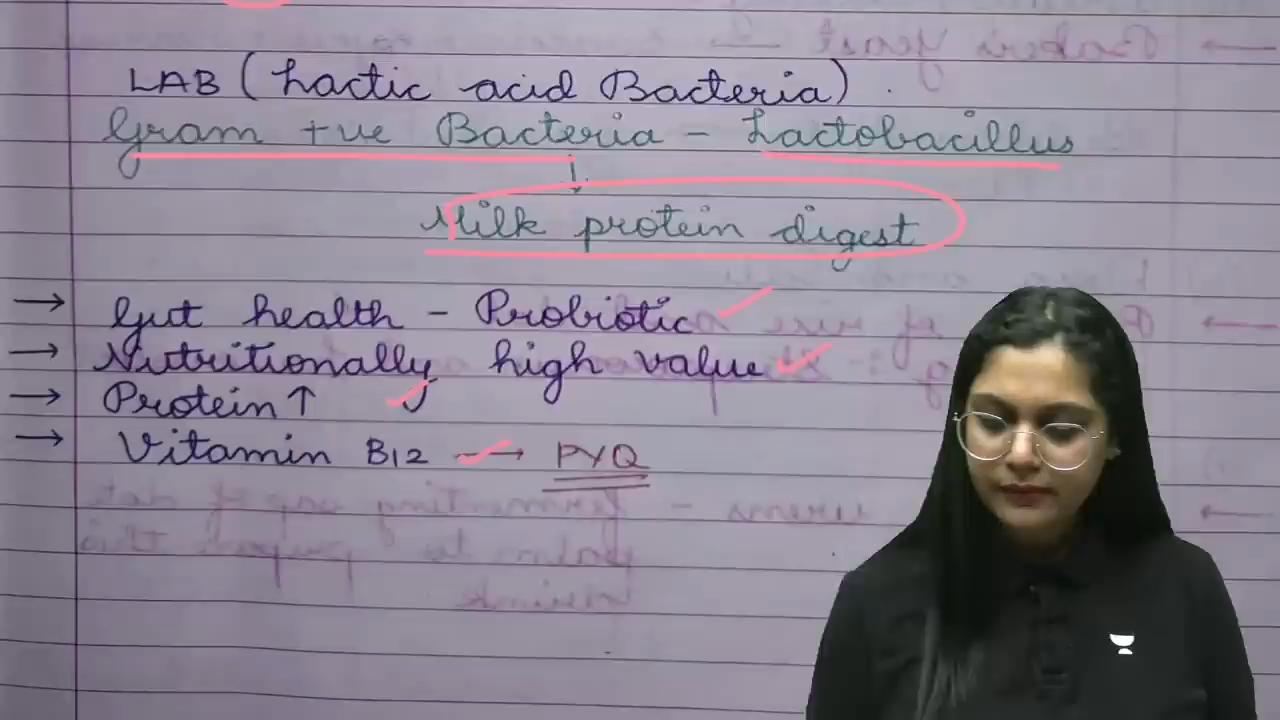 LAB (Lactic acid Bacteria).
Gram +ve Bacteria - Lactobacillus
↓
Milk protein digest
→ Gut health - Probiotic
→ Nutritionally high value
→ Protein ↑
→ Vitamin B12 → PYQ